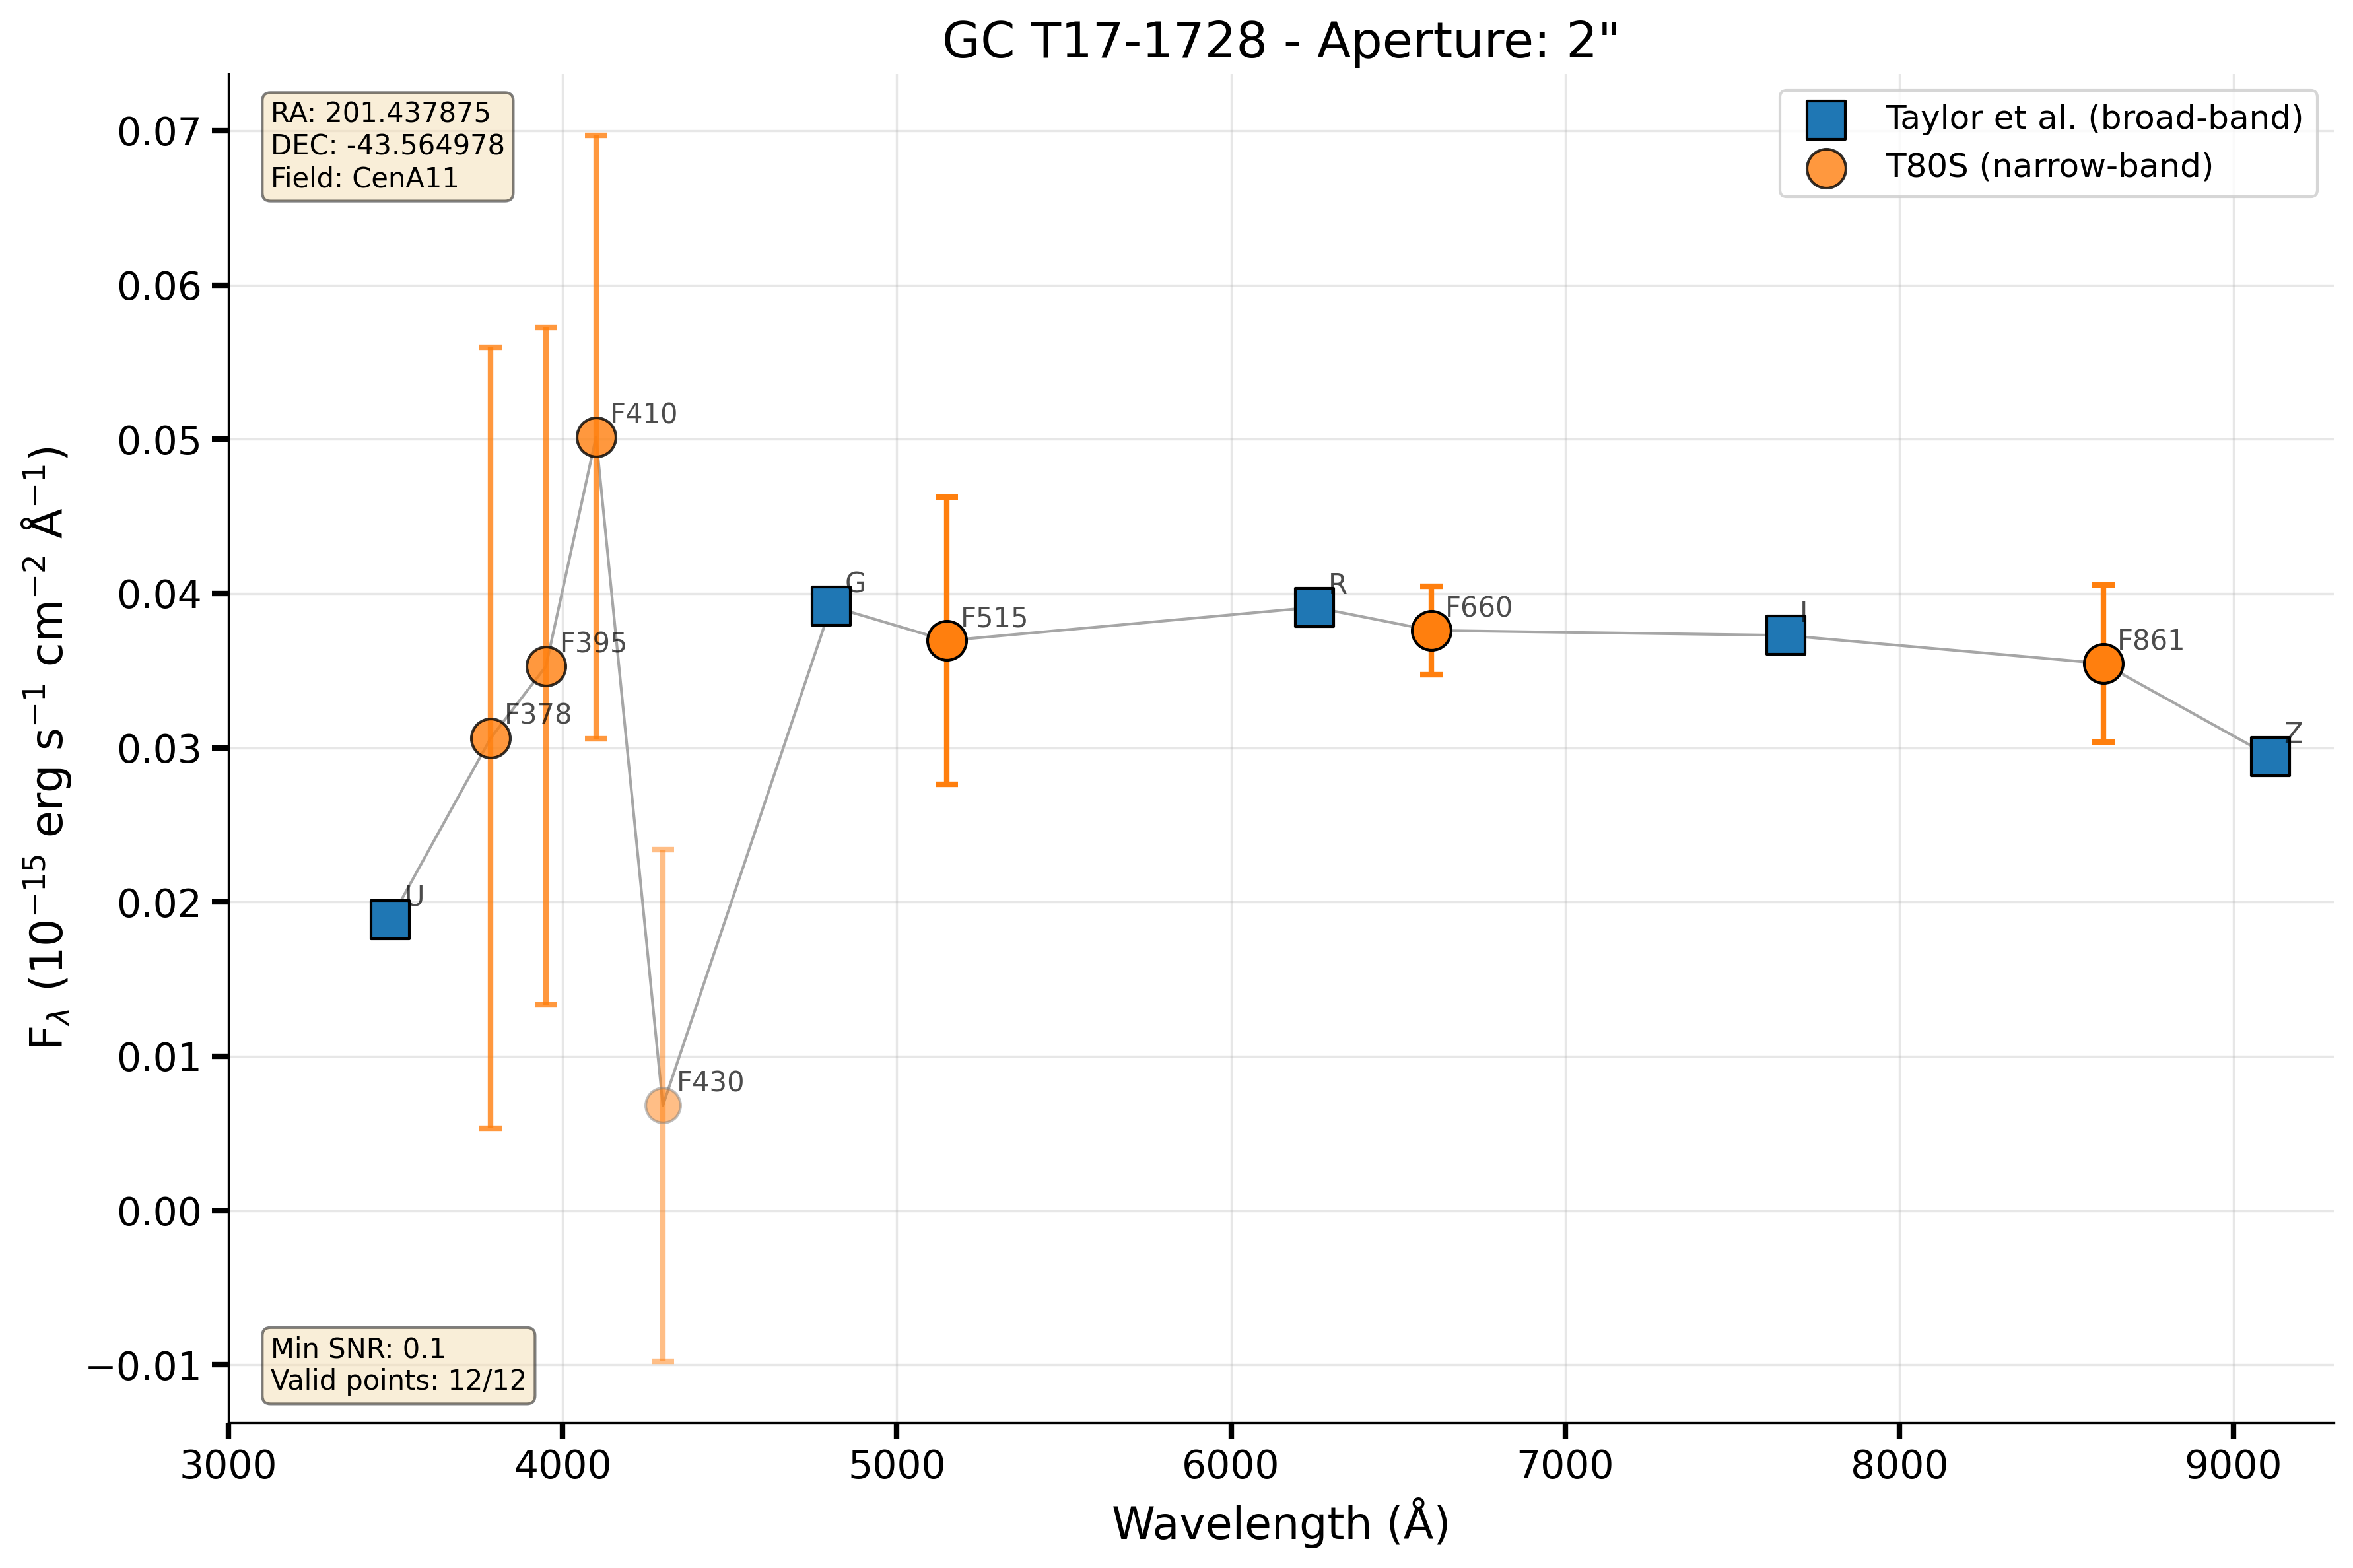 GC T17-1728 - Aperture: 2"
RA: 201.437875
DEC: -43.564978
Field: CenA11
Taylor et al. (broad-band)
T80S (narrow-band)
0.07
0.06
0.05
0.04
0.03
0.02
0.01
0.00
−0.01
F_λ (10⁻¹⁵ erg s⁻¹ cm⁻² Å⁻¹)
U
F378
F395
F410
F430
G
F515
R
F660
I
F861
Z
Min SNR: 0.1
Valid points: 12/12
3000 4000 5000 6000 7000 8000 9000
Wavelength (Å)